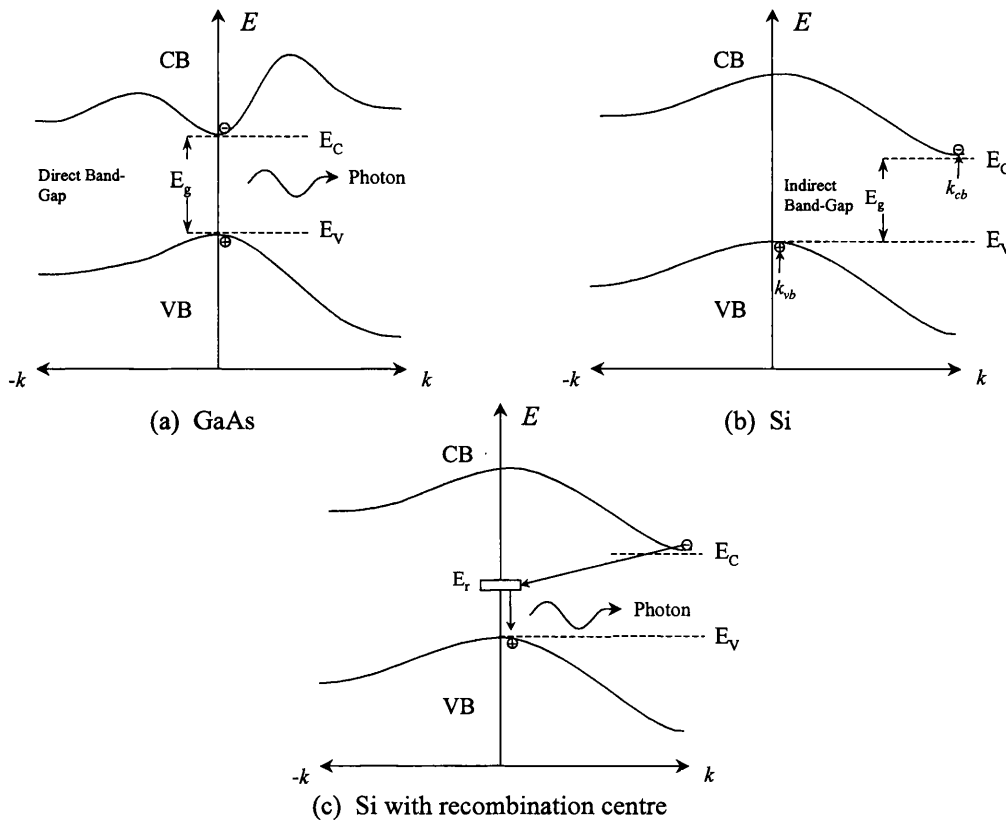 E
CB
⊖
E_C
Direct Band-
Gap
E_g
Photon
E_V
⊕
VB
-k
k
(a) GaAs
E
CB
⊖
E_C
k_cb
Indirect
Band-Gap
E_g
E_V
⊕
k_vb
VB
-k
k
(b) Si
E
CB
⊖
E_C
E_r
Photon
E_V
⊕
VB
-k
k
(c) Si with recombination centre